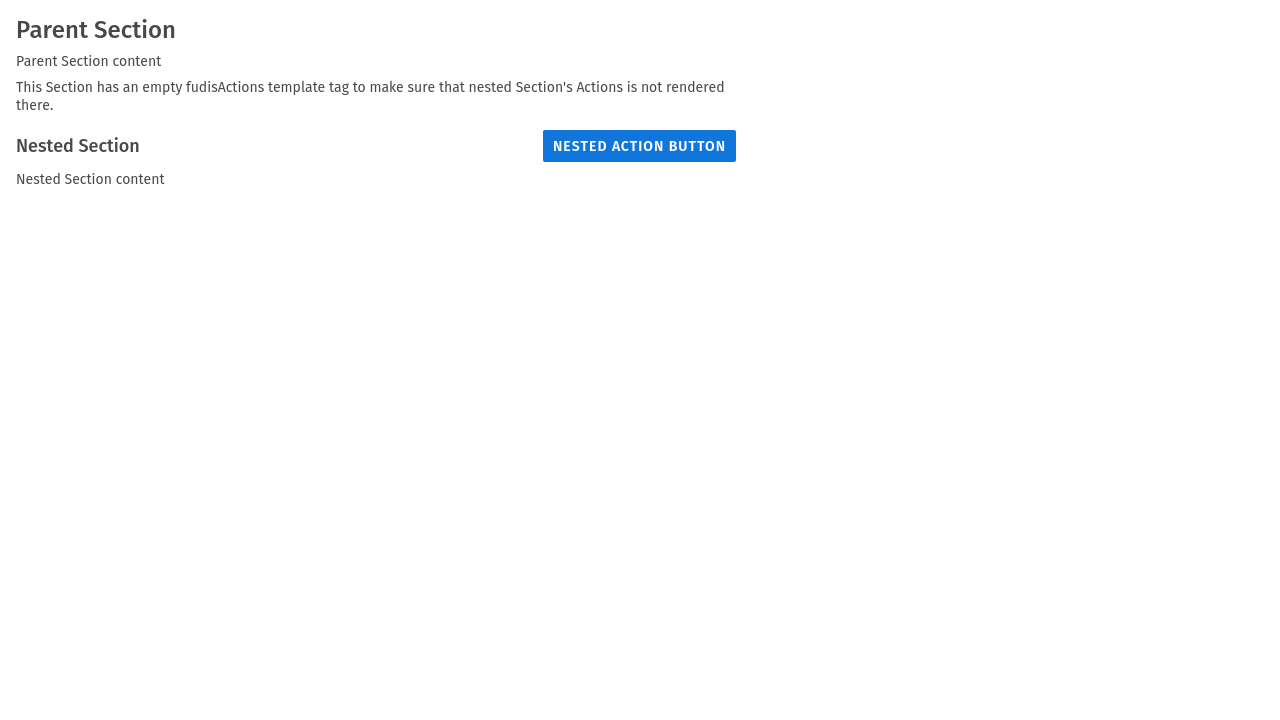 Parent Section
Parent Section content
This Section has an empty fudisActions template tag to make sure that nested Section's Actions is not rendered
there.
Nested Section
NESTED ACTION BUTTON
Nested Section content